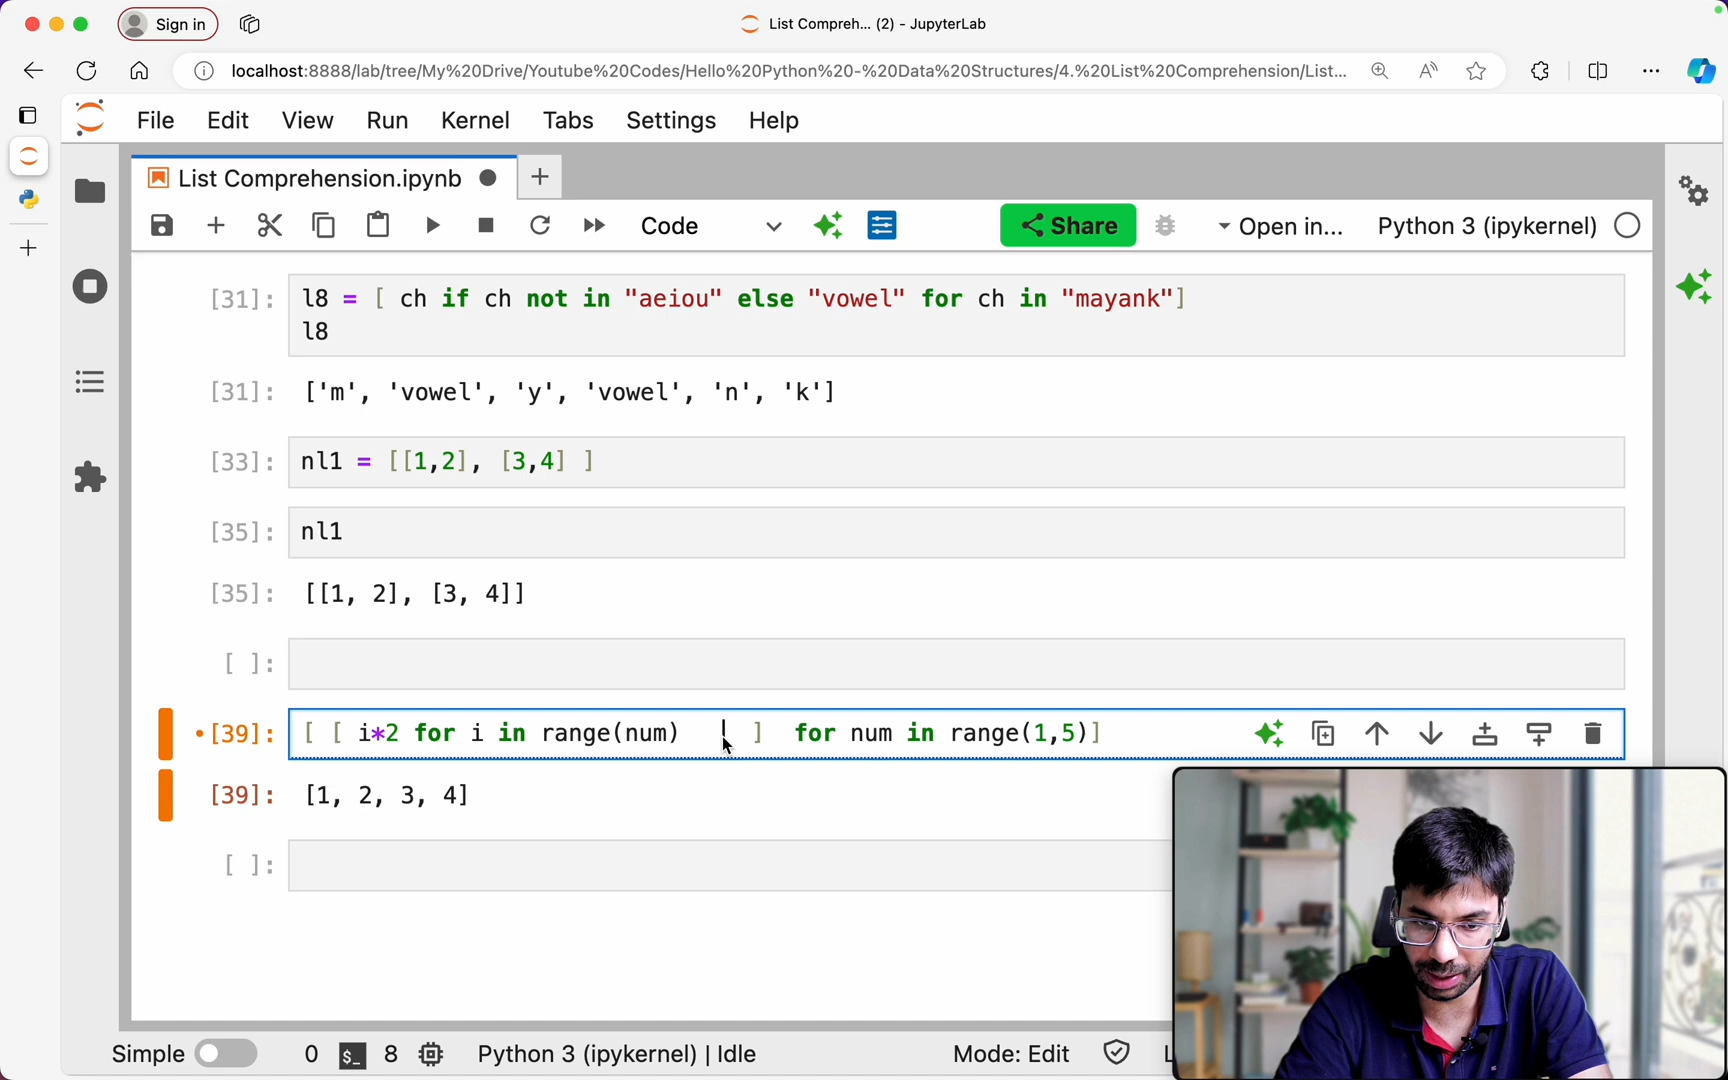 Sign in
List Compreh... (2) - JupyterLab
localhost:8888/lab/tree/My%20Drive/Youtube%20Codes/Hello%20Python%20-%20Data%20Structures/4.%20List%20Comprehension/List...
File Edit View Run Kernel Tabs Settings Help
List Comprehension.ipynb
Code
Share
Open in...
Python 3 (ipykernel)
[31]: l8 = [ ch if ch not in "aeiou" else "vowel" for ch in "mayank"]
l8
[31]: ['m', 'vowel', 'y', 'vowel', 'n', 'k']
[33]: nl1 = [[1,2], [3,4] ]
[35]: nl1
[35]: [[1, 2], [3, 4]]
[ ]:
[39]: [ [ i*2 for i in range(num) ] for num in range(1,5)]
[39]: [1, 2, 3, 4]
[ ]:
Simple 0 $_ 8 Python 3 (ipykernel) | Idle Mode: Edit L